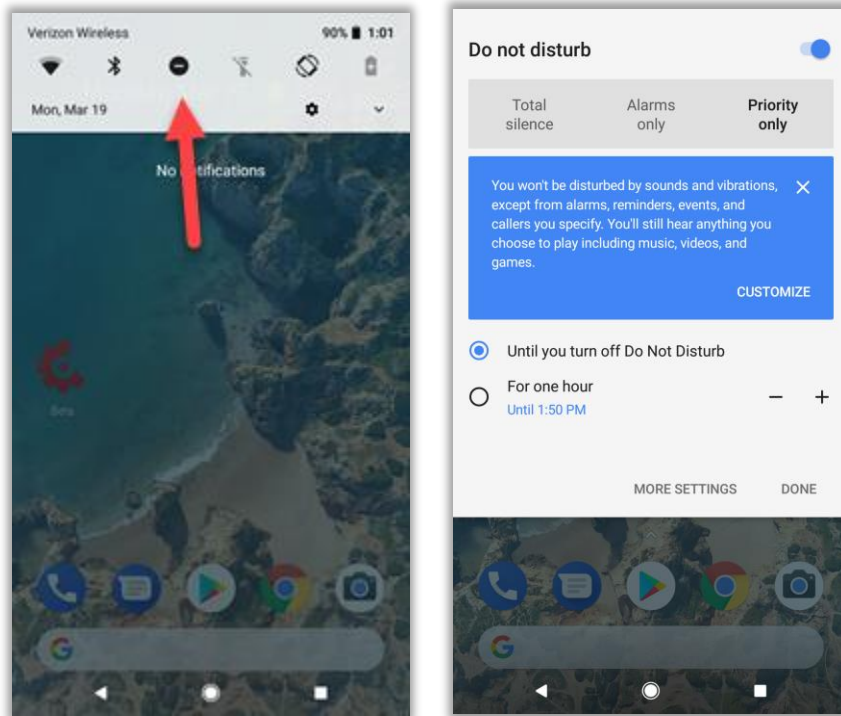 Verizon Wireless 90% 1:01
Mon, Mar 19
No notifications
Beta
Do not disturb
Total silence
Alarms only
Priority only
You won't be disturbed by sounds and vibrations,
except from alarms, reminders, events, and
callers you specify. You'll still hear anything you
choose to play including music, videos, and
games.
CUSTOMIZE
Until you turn off Do Not Disturb
For one hour
Until 1:50 PM
MORE SETTINGS DONE